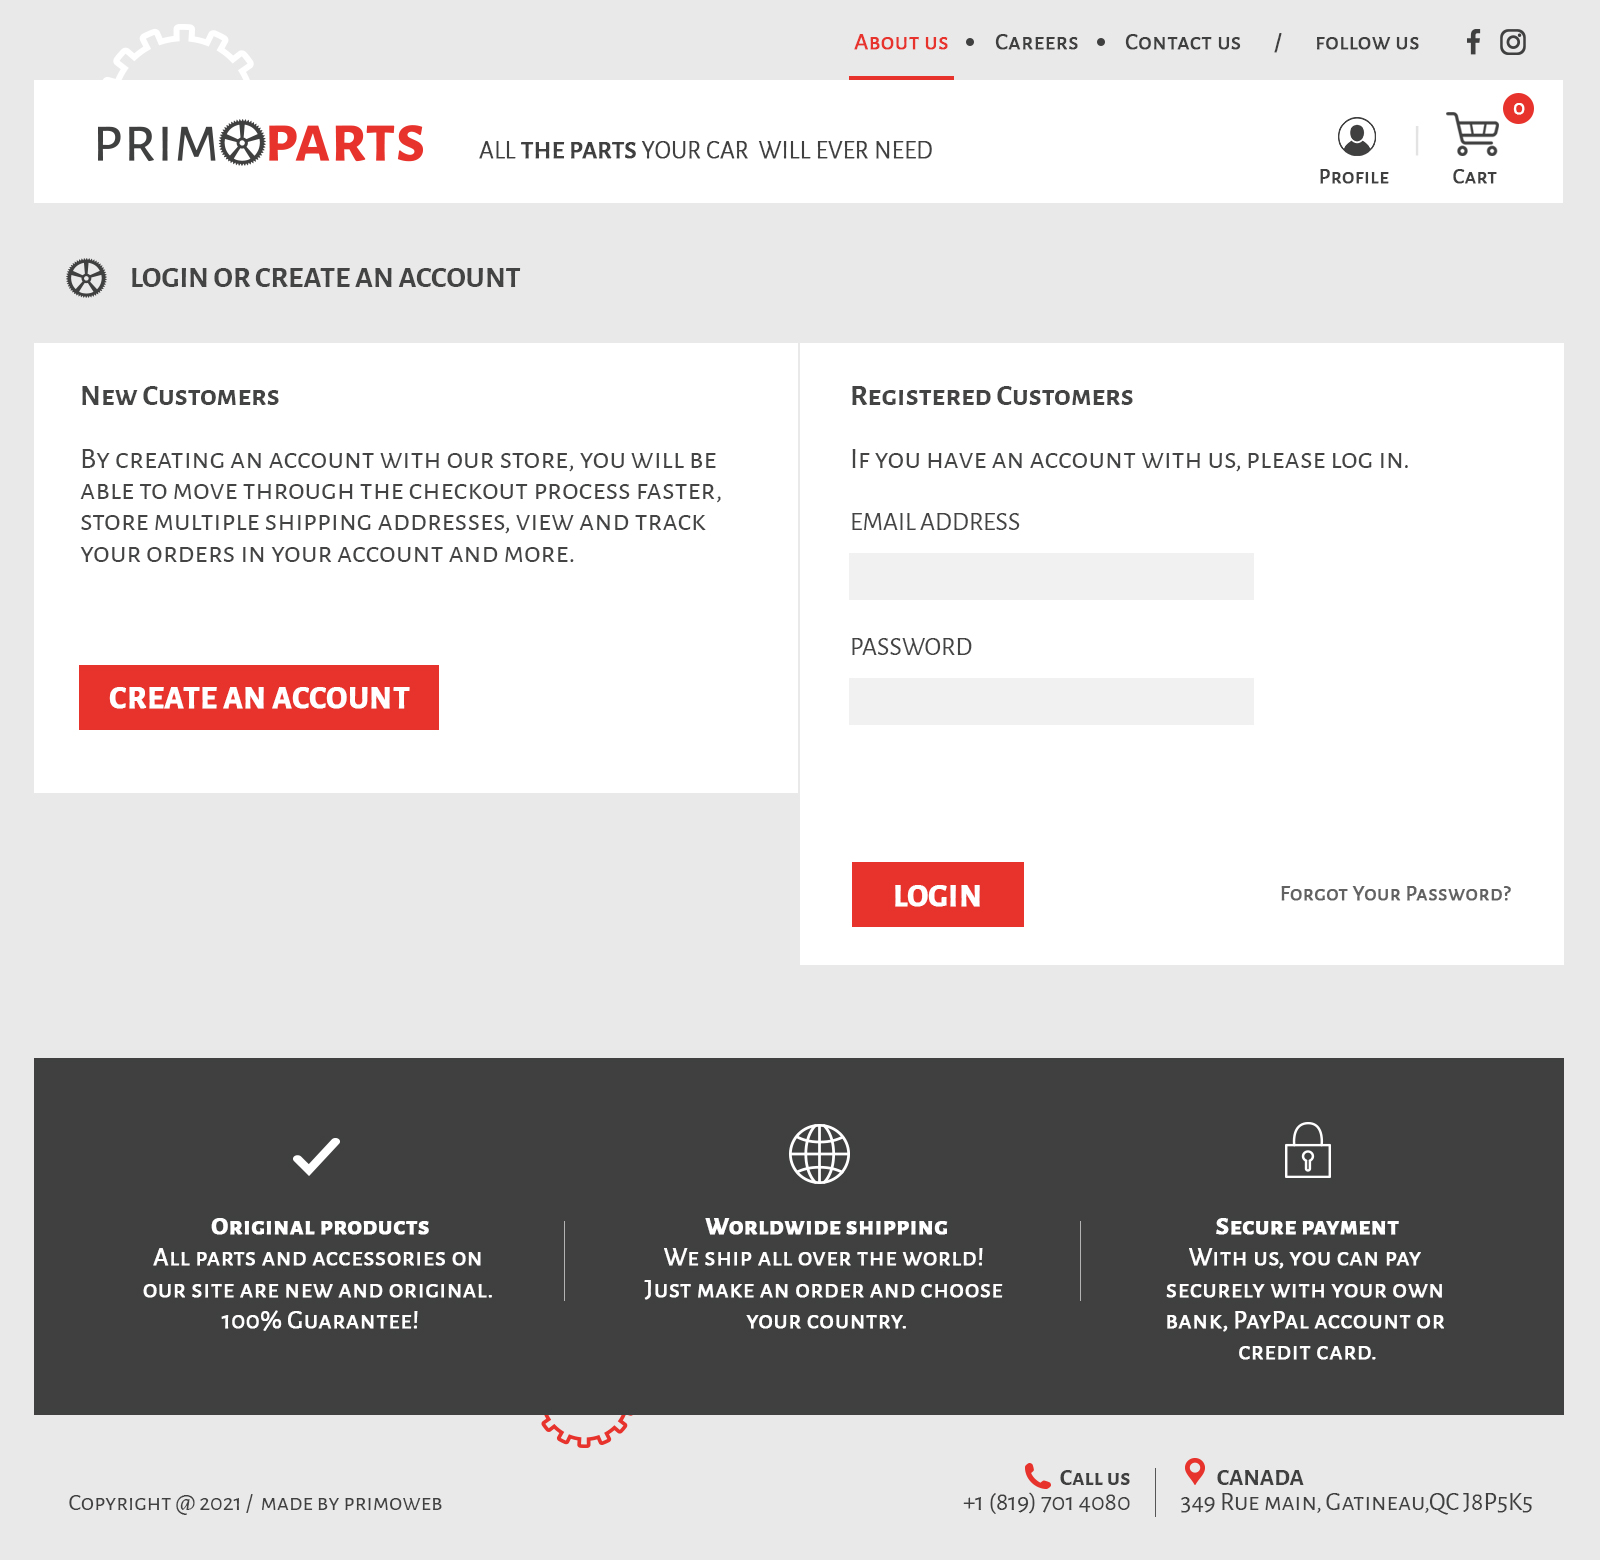 About us • Careers • Contact us / follow us
PRIMOPARTS
ALL THE PARTS YOUR CAR WILL EVER NEED
0
Profile
Cart
LOGIN OR CREATE AN ACCOUNT
New Customers
By creating an account with our store, you will be
able to move through the checkout process faster,
store multiple shipping addresses, view and track
your orders in your account and more.
CREATE AN ACCOUNT
Registered Customers
If you have an account with us, please log in.
EMAIL ADDRESS
PASSWORD
LOGIN
Forgot Your Password?
Original products
All parts and accessories on
our site are new and original.
100% Guarantee!
Worldwide shipping
We ship all over the world!
Just make an order and choose
your country.
Secure payment
With us, you can pay
securely with your own
bank, PayPal account or
credit card.
Copyright @ 2021 / made by primoweb
Call us
+1 (819) 701 4080
CANADA
349 Rue main, Gatineau,QC J8P5K5